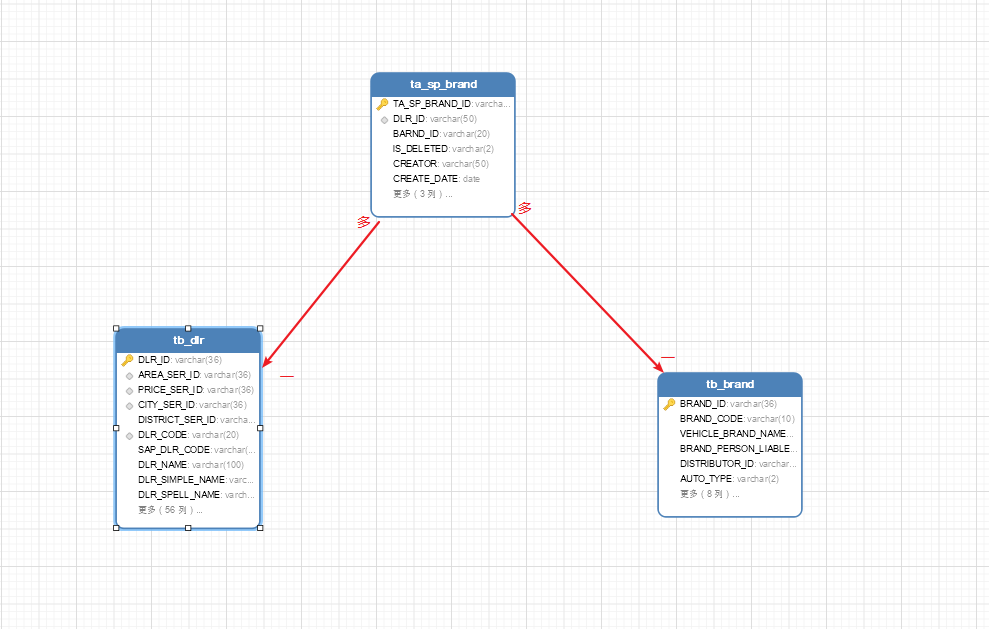 ta_sp_brand
TA_SP_BRAND_ID: varcha...
DLR_ID: varchar(50)
BARND_ID: varchar(20)
IS_DELETED: varchar(2)
CREATOR: varchar(50)
CREATE_DATE: date
更多（3 列）...
多
多
tb_dlr
DLR_ID: varchar(36)
AREA_SER_ID: varchar(36)
PRICE_SER_ID: varchar(36)
CITY_SER_ID: varchar(36)
DISTRICT_SER_ID: varcha...
DLR_CODE: varchar(20)
SAP_DLR_CODE: varchar(...
DLR_NAME: varchar(100)
DLR_SIMPLE_NAME: varc...
DLR_SPELL_NAME: varch...
更多（56 列）...
一
一
tb_brand
BRAND_ID: varchar(36)
BRAND_CODE: varchar(10)
VEHICLE_BRAND_NAME...
BRAND_PERSON_LIABLE...
DISTRIBUTOR_ID: varchar...
AUTO_TYPE: varchar(2)
更多（8 列）...